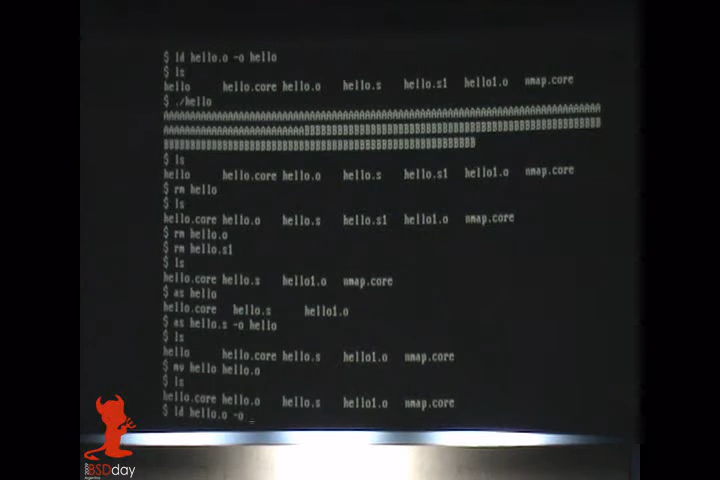 $ ld hello.o -o hello
$ ls
hello hello.core hello.o hello.s hello.s1 hello1.o nmap.core
$ ./hello
$ ls
hello hello.core hello.o hello.s hello.s1 hello1.o nmap.core
$ rm hello
$ ls
hello.core hello.o hello.s hello.s1 hello1.o nmap.core
$ rm hello.o
$ rm hello.s1
$ ls
hello.core hello.s hello1.o nmap.core
$ as hello
hello.core hello.s hello1.o
$ as hello.s -o hello
$ ls
hello hello.core hello.s hello1.o nmap.core
$ mv hello hello.o
$ ls
hello.core hello.o hello.s hello1.o nmap.core
$ ld hello.o -o _
BSDday